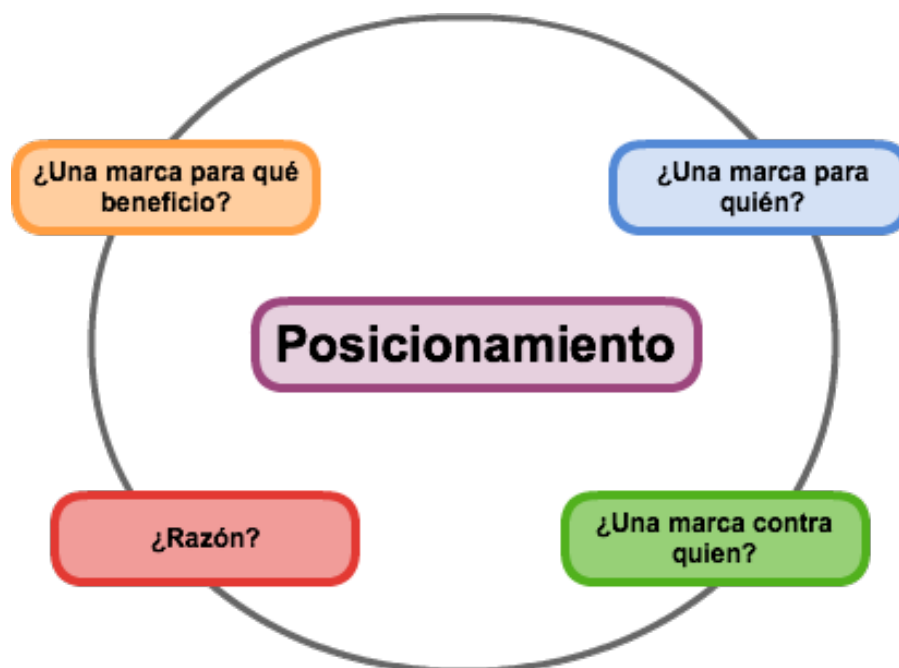 ¿Una marca para qué
beneficio?
¿Una marca para
quién?
Posicionamiento
¿Razón?
¿Una marca contra
quien?